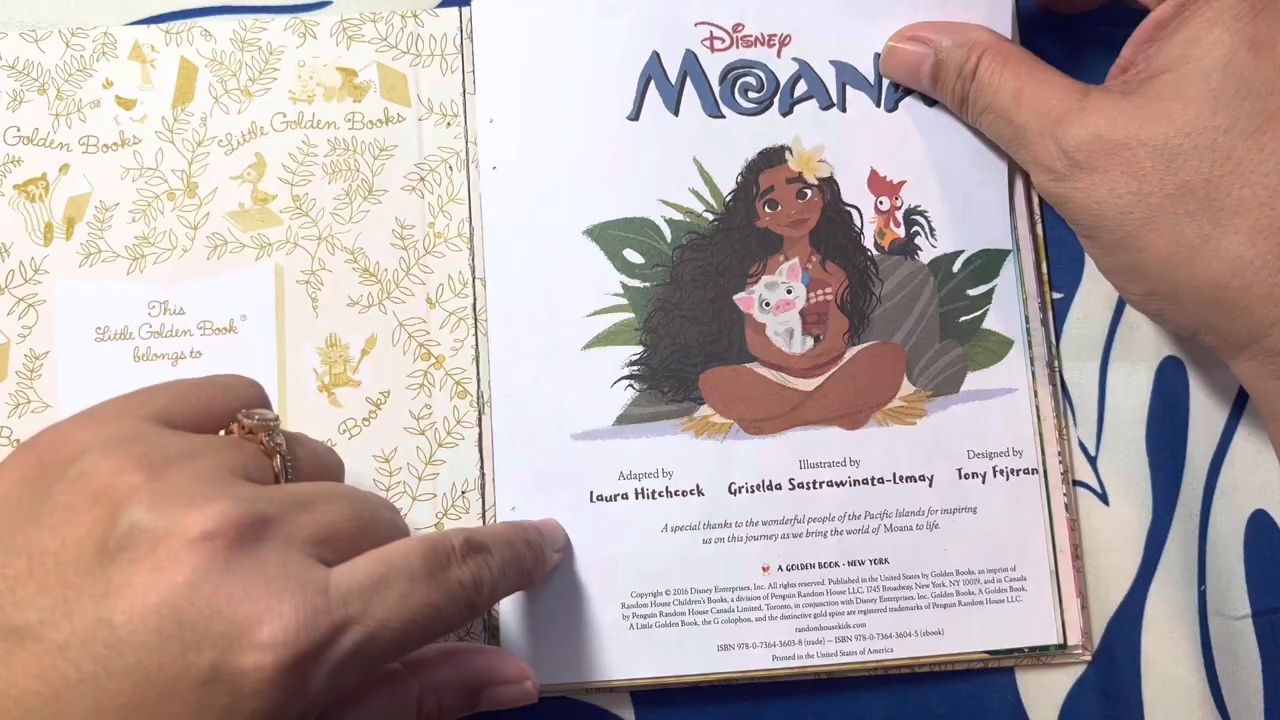 Golden Books
Little Golden Books
This
Little Golden Book®
belongs to
Books
Disney
MOANA
Adapted by
Laura Hitchcock
Illustrated by
Griselda Sastrawinata-Lemay
Designed by
Tony Fejeran
A special thanks to the wonderful people of the Pacific Islands for inspiring
us on this journey as we bring the world of Moana to life.
A GOLDEN BOOK • NEW YORK
Copyright © 2016 Disney Enterprises, Inc. All rights reserved. Published in the United States by Golden Books, an imprint of
Random House Children's Books, a division of Penguin Random House LLC, 1745 Broadway, New York, NY 10019, and in Canada
by Penguin Random House Canada Limited, Toronto, in conjunction with Disney Enterprises, Inc. Golden Books, A Golden Book,
A Little Golden Book, the G colophon, and the distinctive gold spine are registered trademarks of Penguin Random House LLC.
randomhousekids.com
ISBN 978-0-7364-3603-8 (trade) — ISBN 978-0-7364-3604-5 (ebook)
Printed in the United States of America